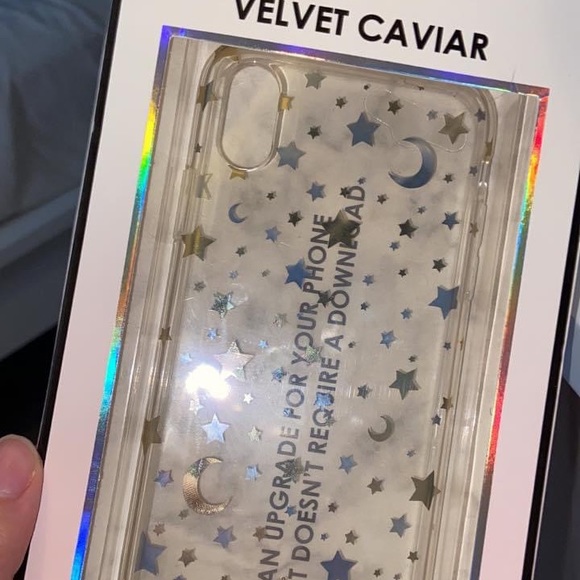 VELVET CAVIAR
AN UPGRADE FOR YOUR PHONE
T DOESN'T REQUIRE A DOWNLOAD.